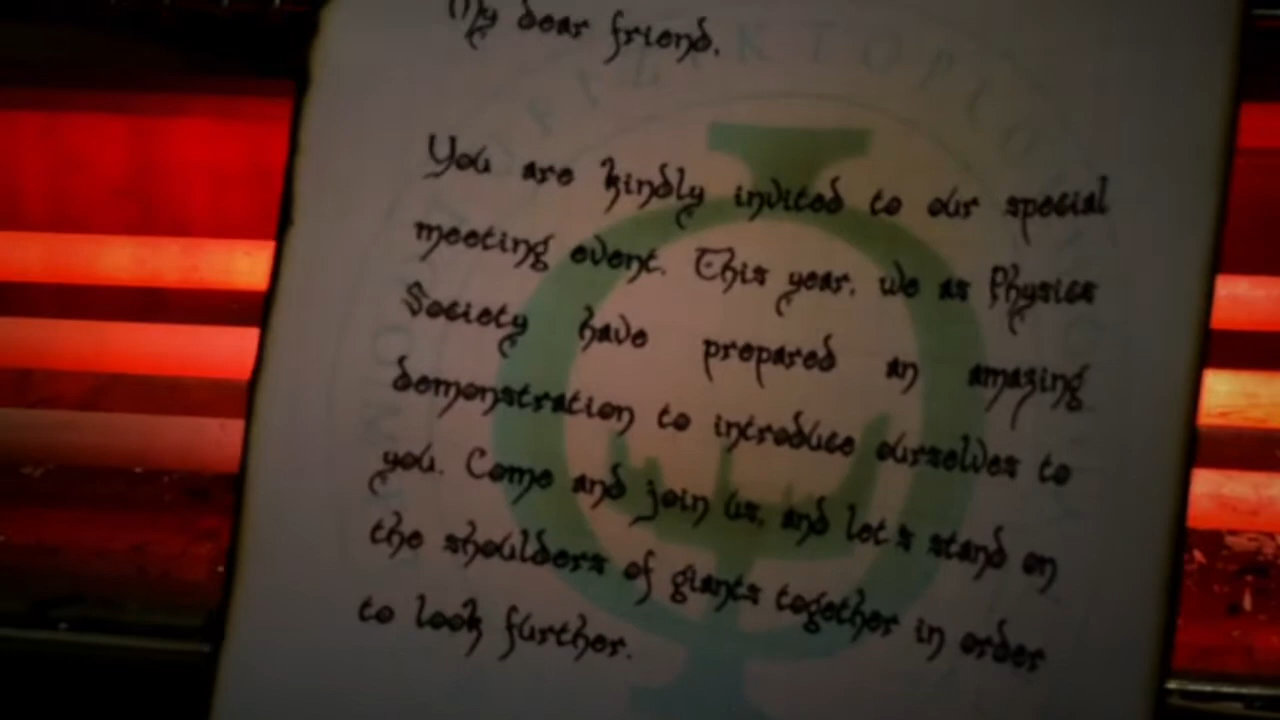 My dear friend,
You are kindly invited to our special
meeting event. This year, we as Physics
Society have prepared an amazing
demonstration to introduce ourselves to
you. Come and join us, and let's stand on
the shoulders of giants together in order
to look further.